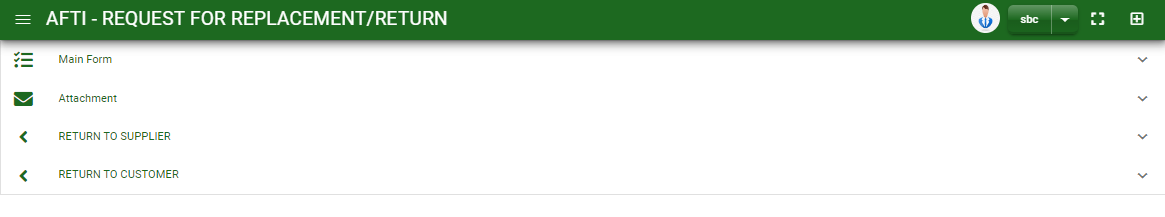 AFTI - REQUEST FOR REPLACEMENT/RETURN
sbc
Main Form
Attachment
RETURN TO SUPPLIER
RETURN TO CUSTOMER